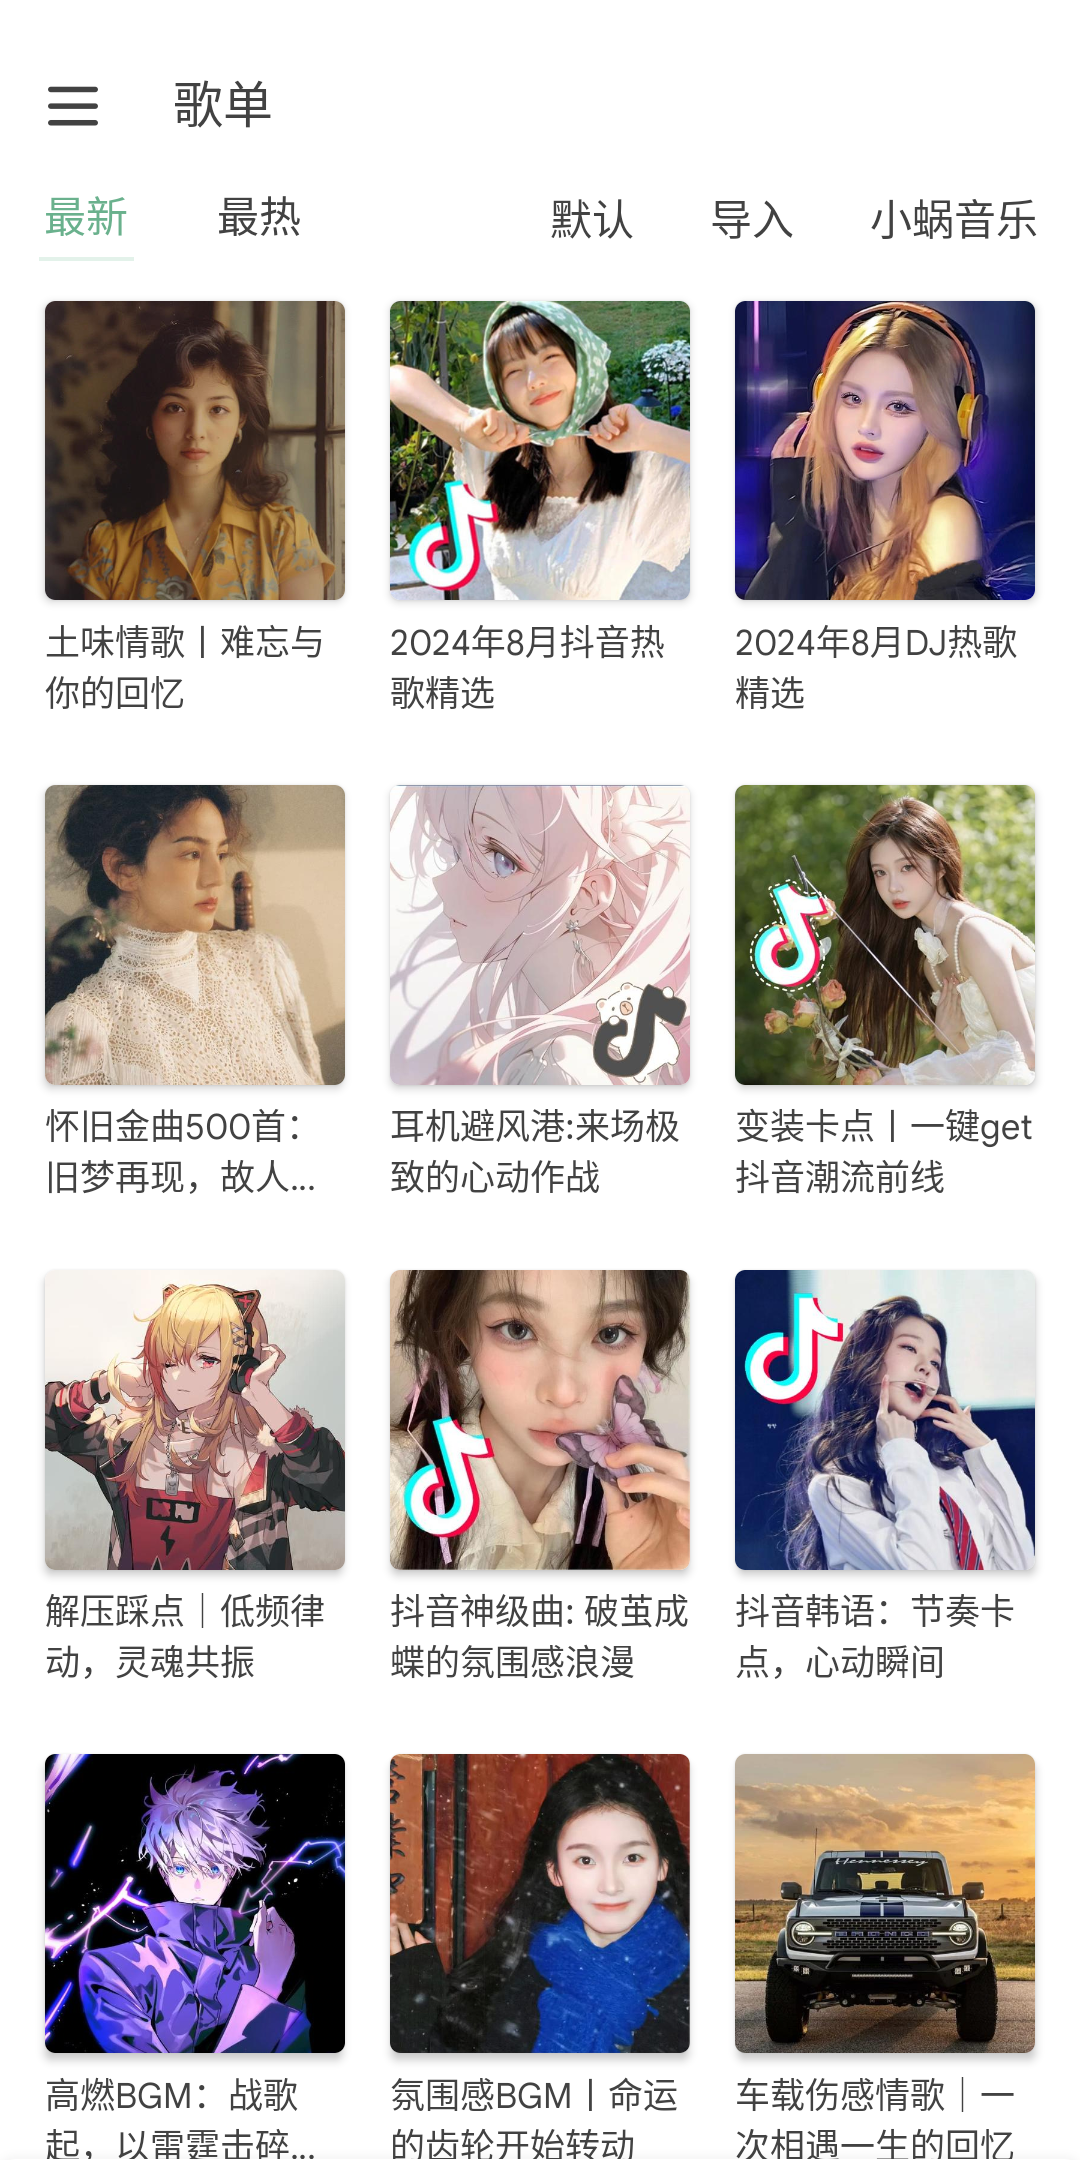 歌单
最新 最热 默认 导入 小蜗音乐
土味情歌丨难忘与
你的回忆
2024年8月抖音热
歌精选
2024年8月DJ热歌
精选
怀旧金曲500首：
旧梦再现，故人...
耳机避风港:来场极
致的心动作战
变装卡点丨一键get
抖音潮流前线
解压踩点｜低频律
动，灵魂共振
抖音神级曲: 破茧成
蝶的氛围感浪漫
抖音韩语：节奏卡
点，心动瞬间
Hennessey
BRONCO
高燃BGM：战歌
起，以雷霆击碎...
氛围感BGM丨命运
的齿轮开始转动
车载伤感情歌｜一
次相遇一生的回忆